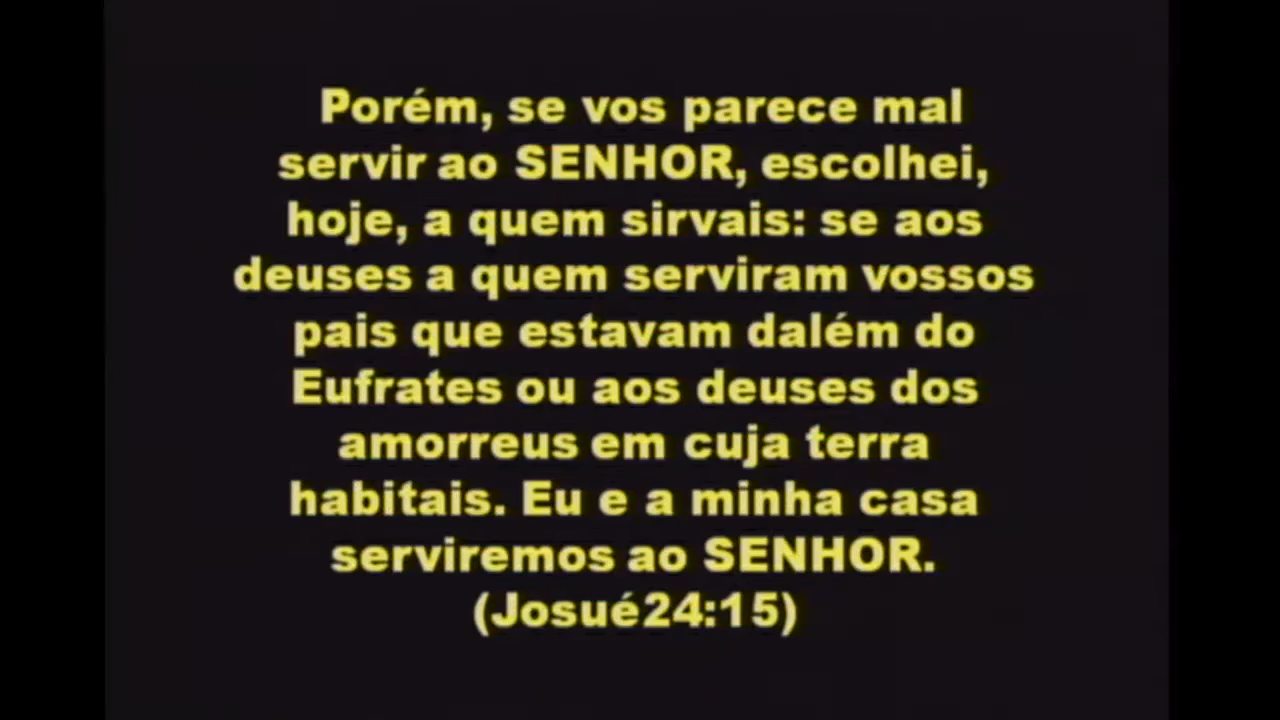 Porém, se vos parece mal
servir ao SENHOR, escolhei,
hoje, a quem sirvais: se aos
deuses a quem serviram vossos
pais que estavam dalém do
Eufrates ou aos deuses dos
amorreus em cuja terra
habitais. Eu e a minha casa
serviremos ao SENHOR.
(Josué24:15)